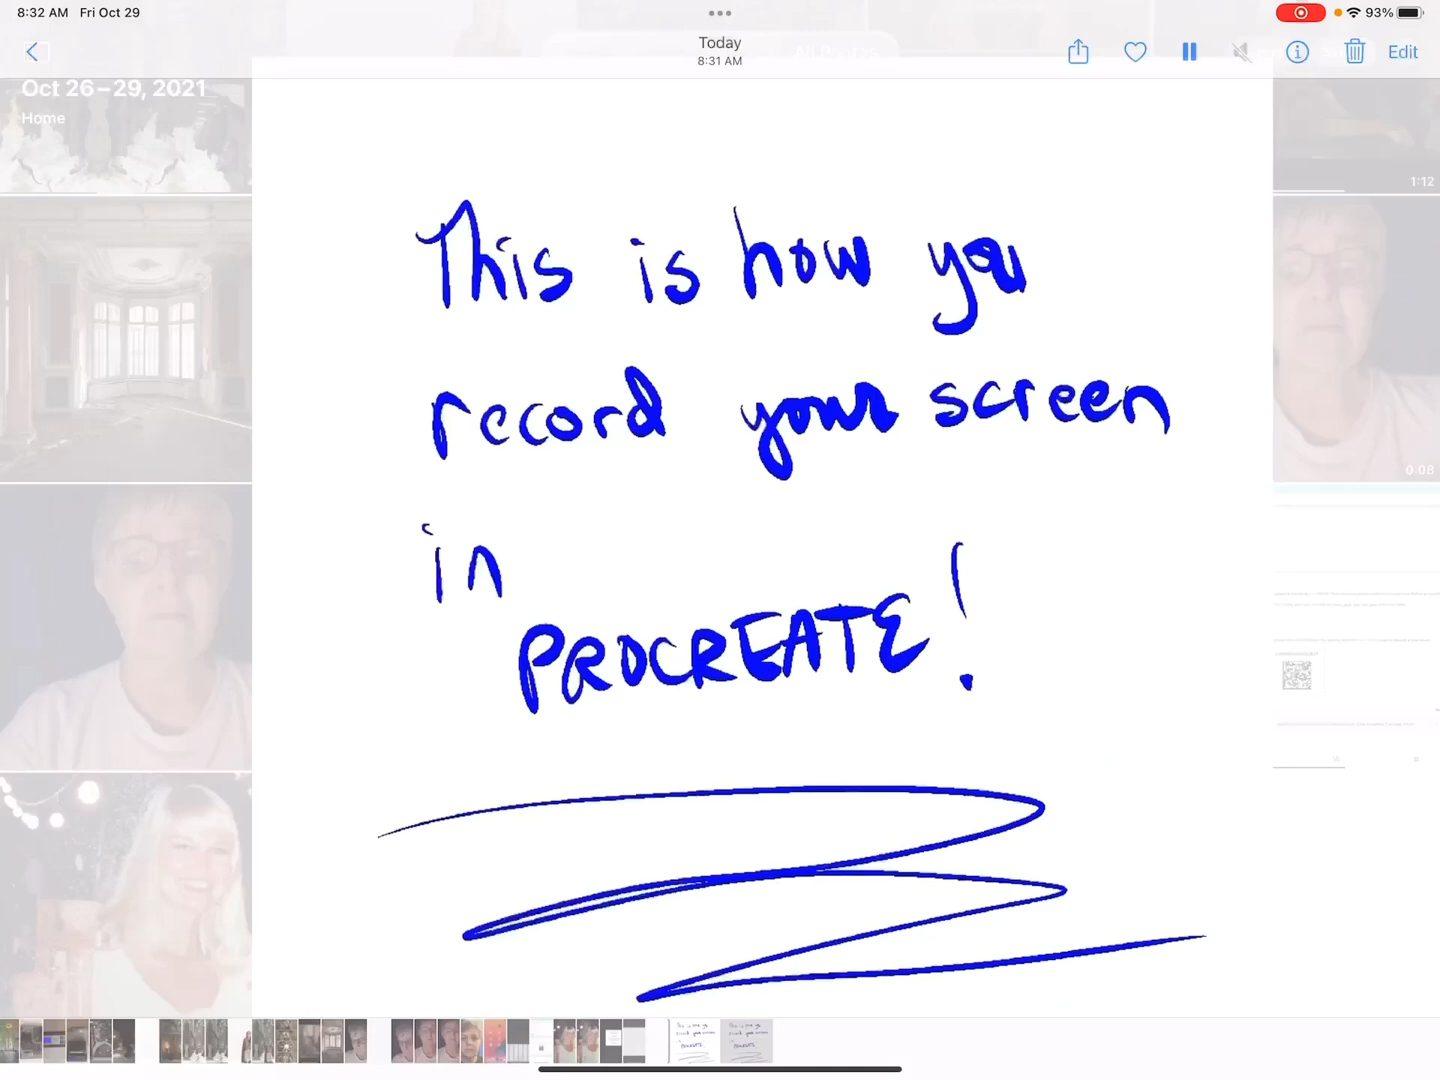 8:32 AM Fri Oct 29
93%
Today
8:31 AM
Edit
Oct 26–29, 2021
Home
1:12
This is how you
record your screen
0:08
in
PROCREATE!